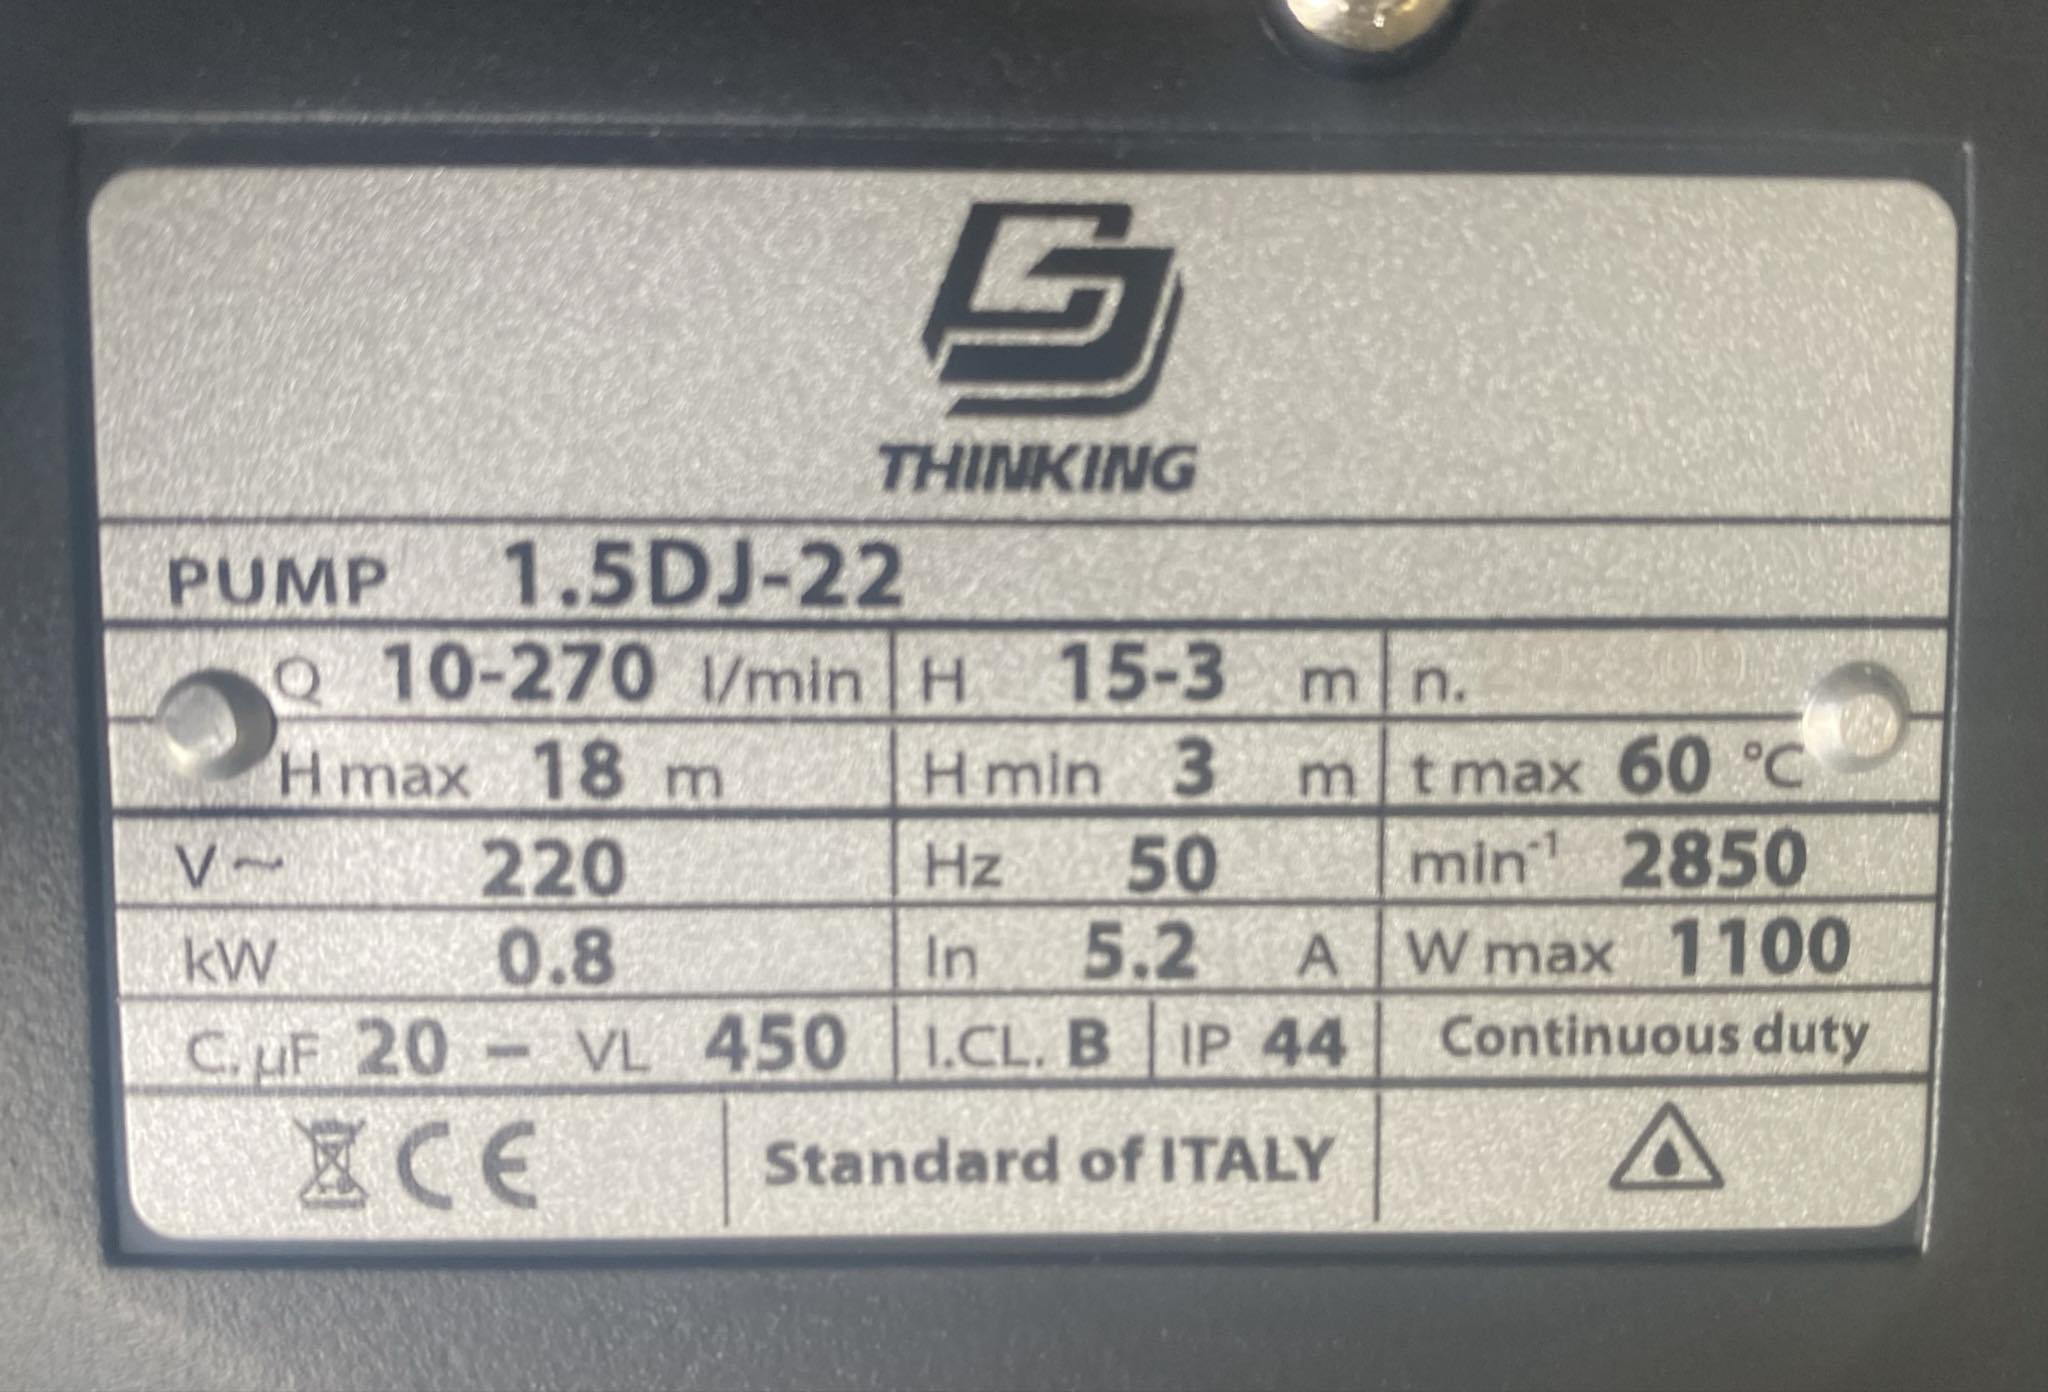 THINKING
PUMP 1.5DJ-22
Q 10-270 l/min H 15-3 m n.
H max 18 m H min 3 m t max 60 °C
V~ 220 Hz 50 min⁻¹ 2850
kW 0.8 In 5.2 A W max 1100
C.µF 20 – VL 450 I.CL. B IP 44 Continuous duty
CE Standard of ITALY